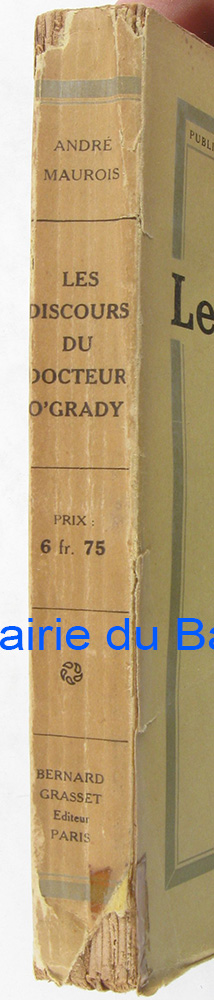 ANDRÉ
MAUROIS
LES
DISCOURS
DU
DOCTEUR
O'GRADY
PRIX :
6 fr. 75
BERNARD
GRASSET
Editeur
PARIS
PUBLI
Le
airie du Ba